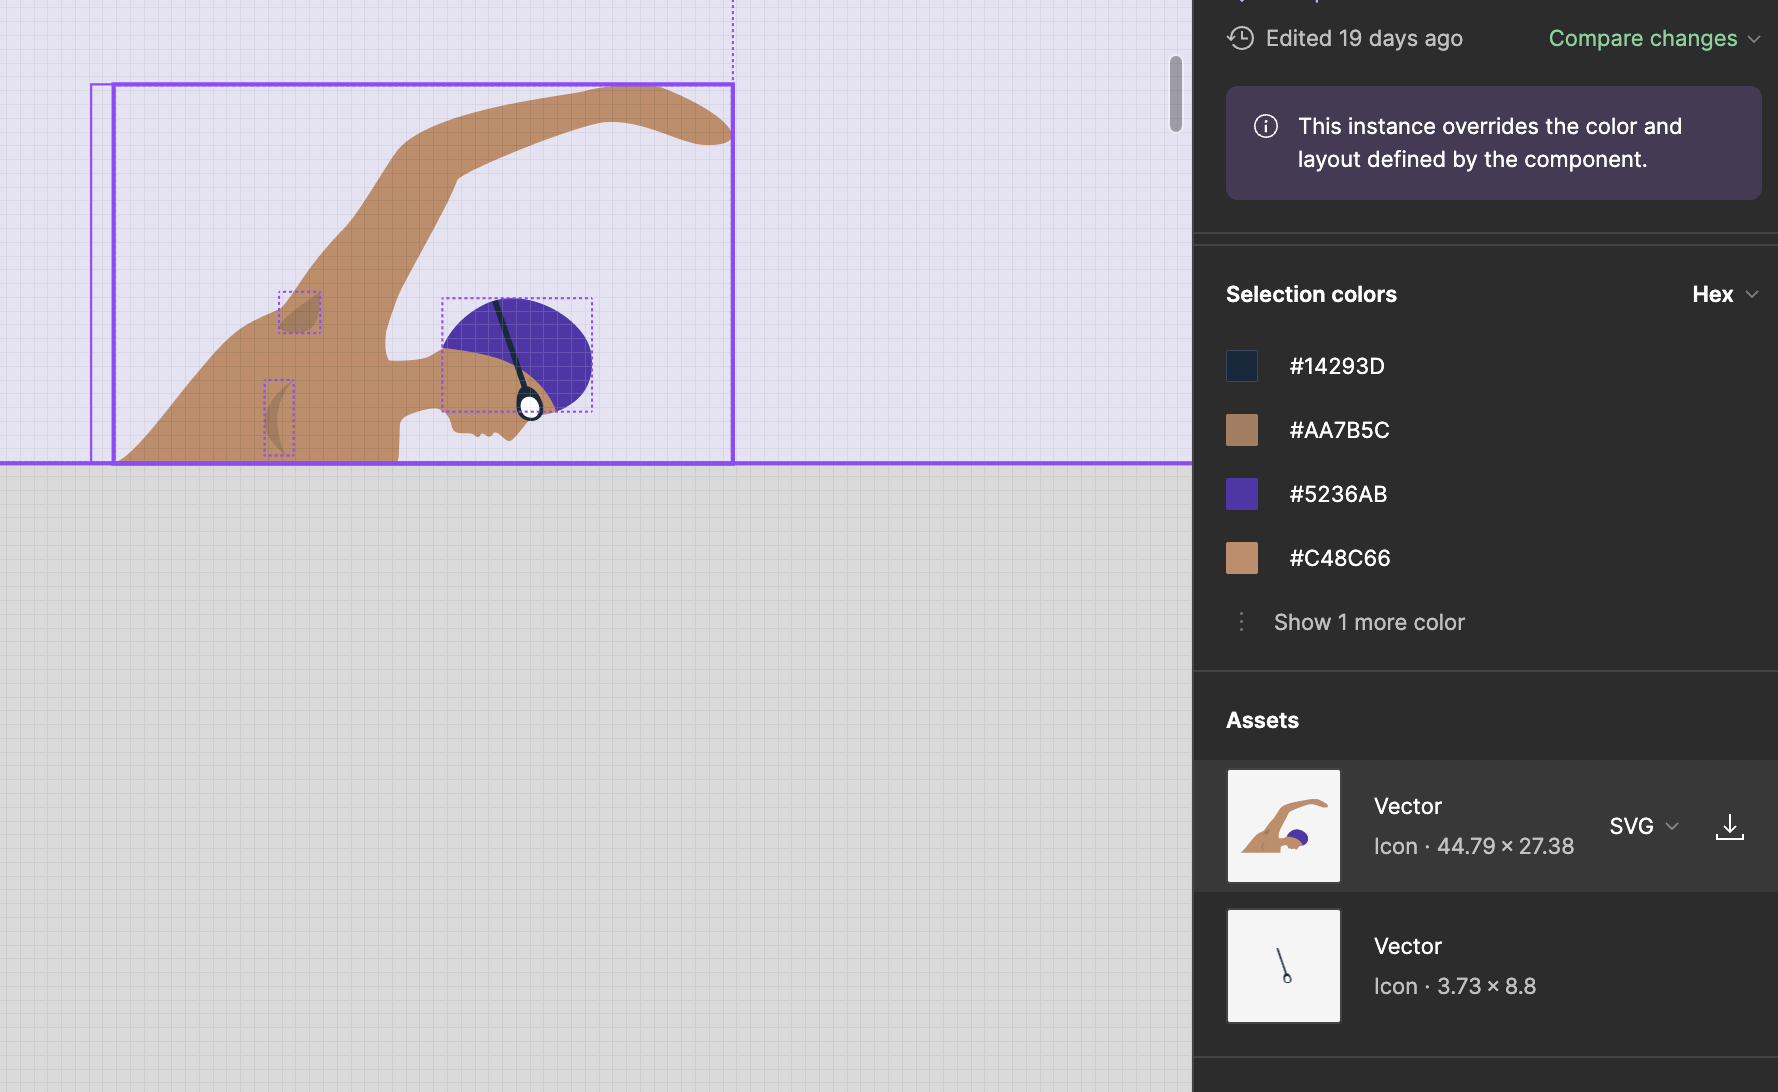 Edited 19 days ago
Compare changes
This instance overrides the color and
layout defined by the component.
Selection colors
Hex
#14293D
#AA7B5C
#5236AB
#C48C66
Show 1 more color
Assets
Vector
Icon · 44.79 × 27.38
SVG
Vector
Icon · 3.73 × 8.8